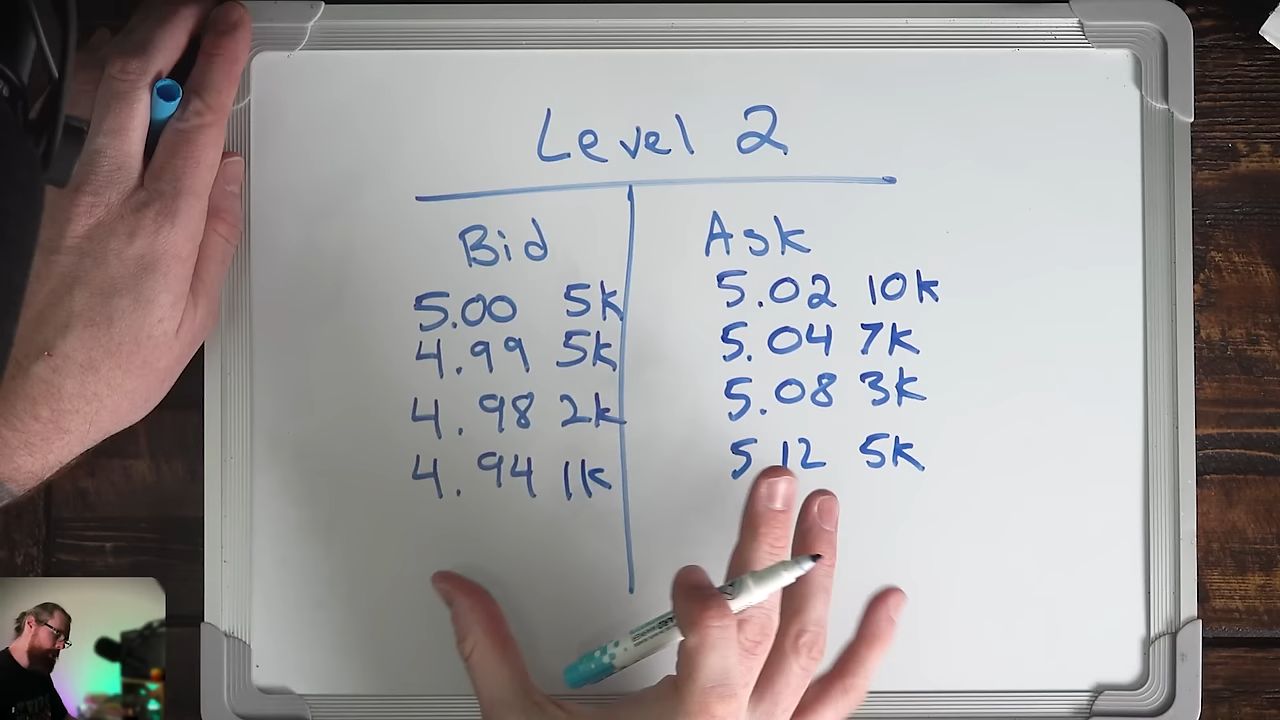 Level 2
Bid Ask
5.00 5k 5.02 10k
4.99 5k 5.04 7k
4.98 2k 5.08 3k
4.94 1k 5.12 5k